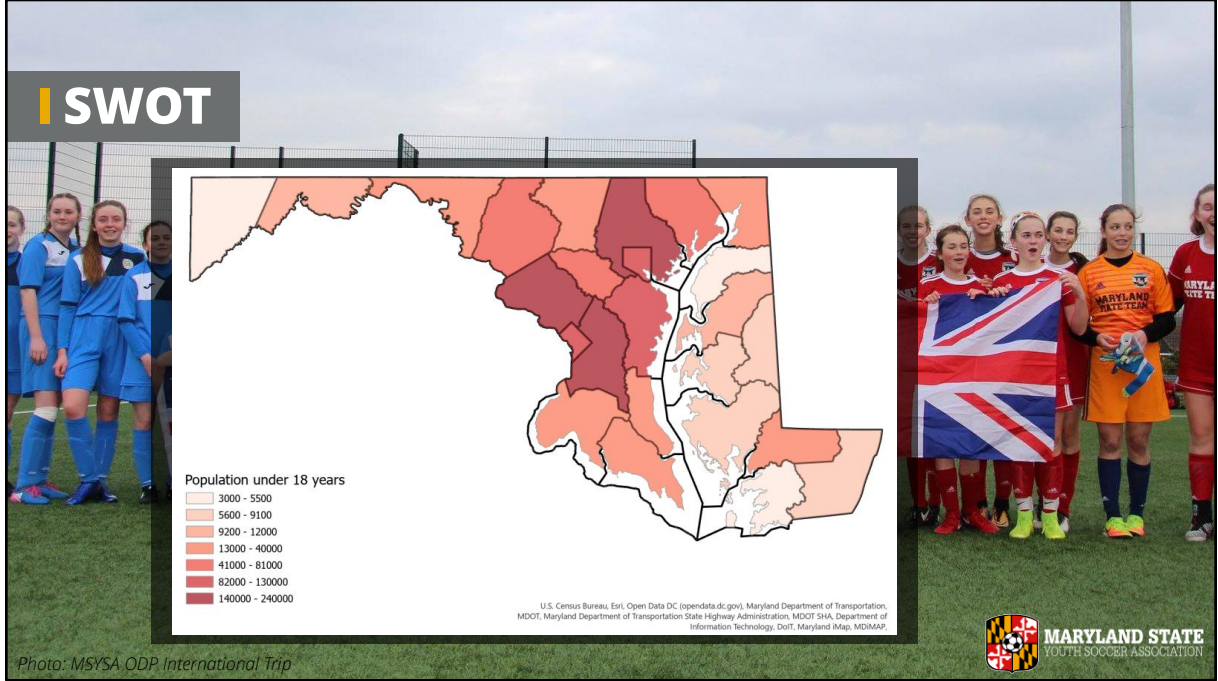 SWOT
Population under 18 years
3000 - 5500
5600 - 9100
9200 - 12000
13000 - 40000
41000 - 81000
82000 - 130000
140000 - 240000
U.S. Census Bureau, Esri, Open Data DC (opendata.dc.gov), Maryland Department of Transportation,
MDOT, Maryland Department of Transportation State Highway Administration, MDOT SHA, Department of
Information Technology, DoIT, Maryland iMap, MDiMAP,
MARYLAND
STATE TEAM
MARYLAND STATE
YOUTH SOCCER ASSOCIATION
Photo: MSYSA ODP International Trip